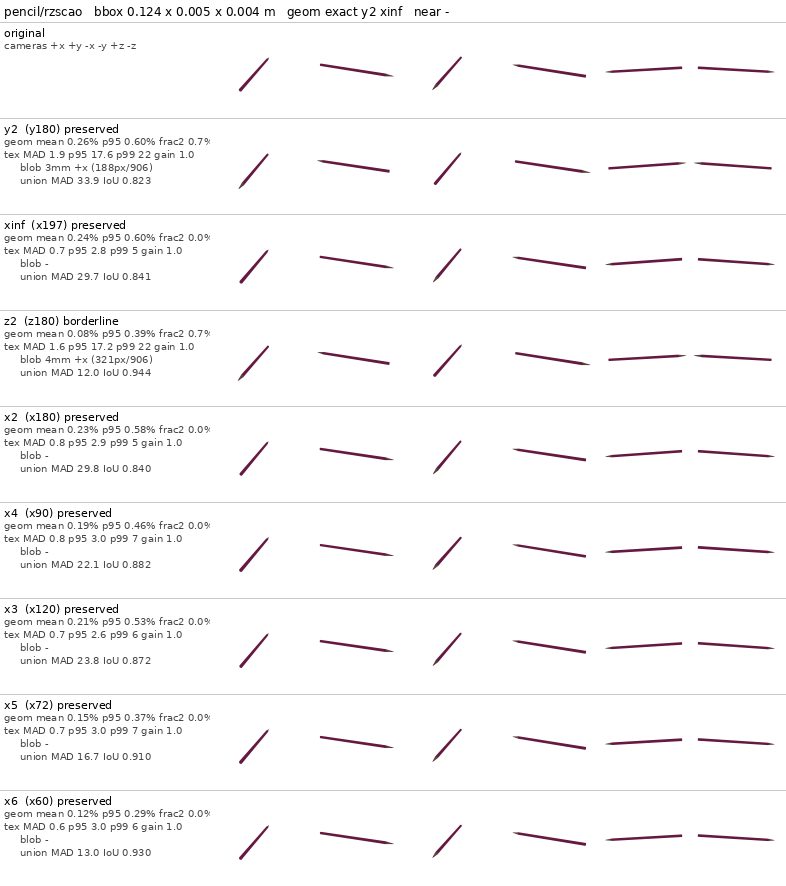 pencil/rzscao bbox 0.124 x 0.005 x 0.004 m geom exact y2 xinf near -
original
cameras +x +y -x -y +z -z
y2 (y180) preserved
geom mean 0.26% p95 0.60% frac2 0.7%
tex MAD 1.9 p95 17.6 p99 22 gain 1.0
blob 3mm +x (188px/906)
union MAD 33.9 IoU 0.823
xinf (x197) preserved
geom mean 0.24% p95 0.60% frac2 0.0%
tex MAD 0.7 p95 2.8 p99 5 gain 1.0
blob -
union MAD 29.7 IoU 0.841
z2 (z180) borderline
geom mean 0.08% p95 0.39% frac2 0.7%
tex MAD 1.6 p95 17.2 p99 22 gain 1.0
blob 4mm +x (321px/906)
union MAD 12.0 IoU 0.944
x2 (x180) preserved
geom mean 0.23% p95 0.58% frac2 0.0%
tex MAD 0.8 p95 2.9 p99 5 gain 1.0
blob -
union MAD 29.8 IoU 0.840
x4 (x90) preserved
geom mean 0.19% p95 0.46% frac2 0.0%
tex MAD 0.8 p95 3.0 p99 7 gain 1.0
blob -
union MAD 22.1 IoU 0.882
x3 (x120) preserved
geom mean 0.21% p95 0.53% frac2 0.0%
tex MAD 0.7 p95 2.6 p99 6 gain 1.0
blob -
union MAD 23.8 IoU 0.872
x5 (x72) preserved
geom mean 0.15% p95 0.37% frac2 0.0%
tex MAD 0.7 p95 3.0 p99 7 gain 1.0
blob -
union MAD 16.7 IoU 0.910
x6 (x60) preserved
geom mean 0.12% p95 0.29% frac2 0.0%
tex MAD 0.6 p95 3.0 p99 6 gain 1.0
blob -
union MAD 13.0 IoU 0.930